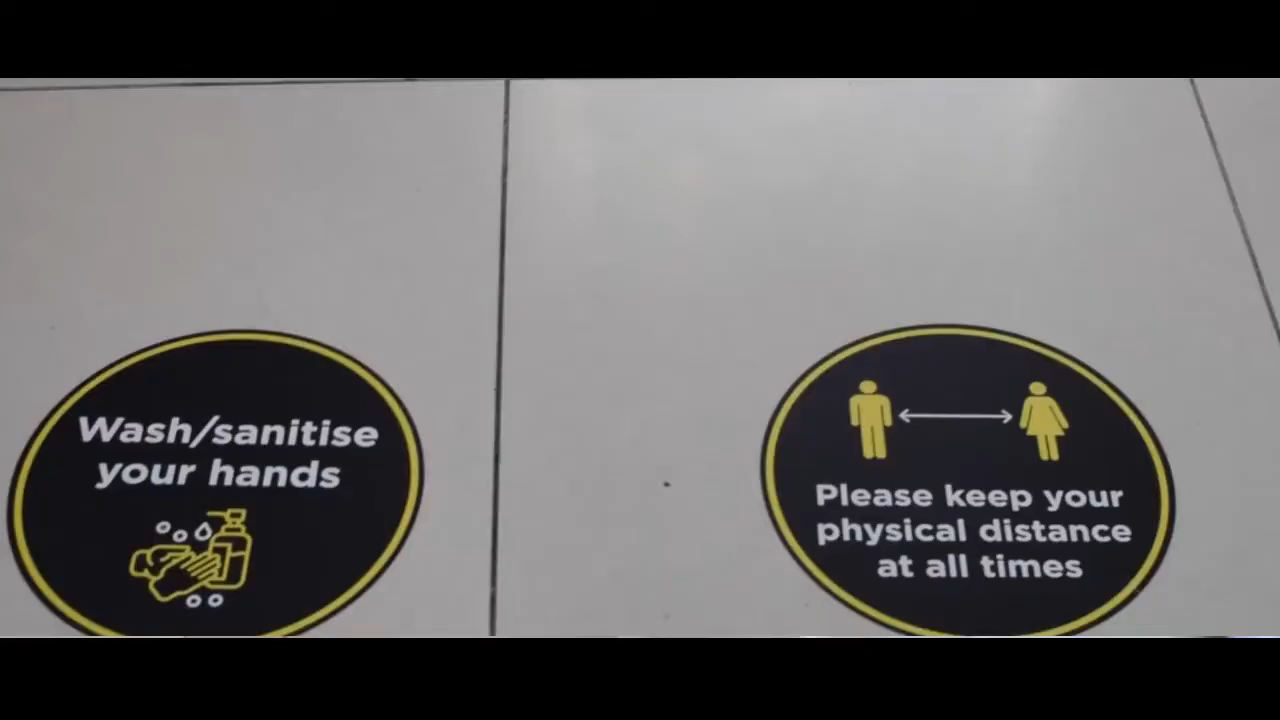 Wash/sanitise
your hands
Please keep your
physical distance
at all times